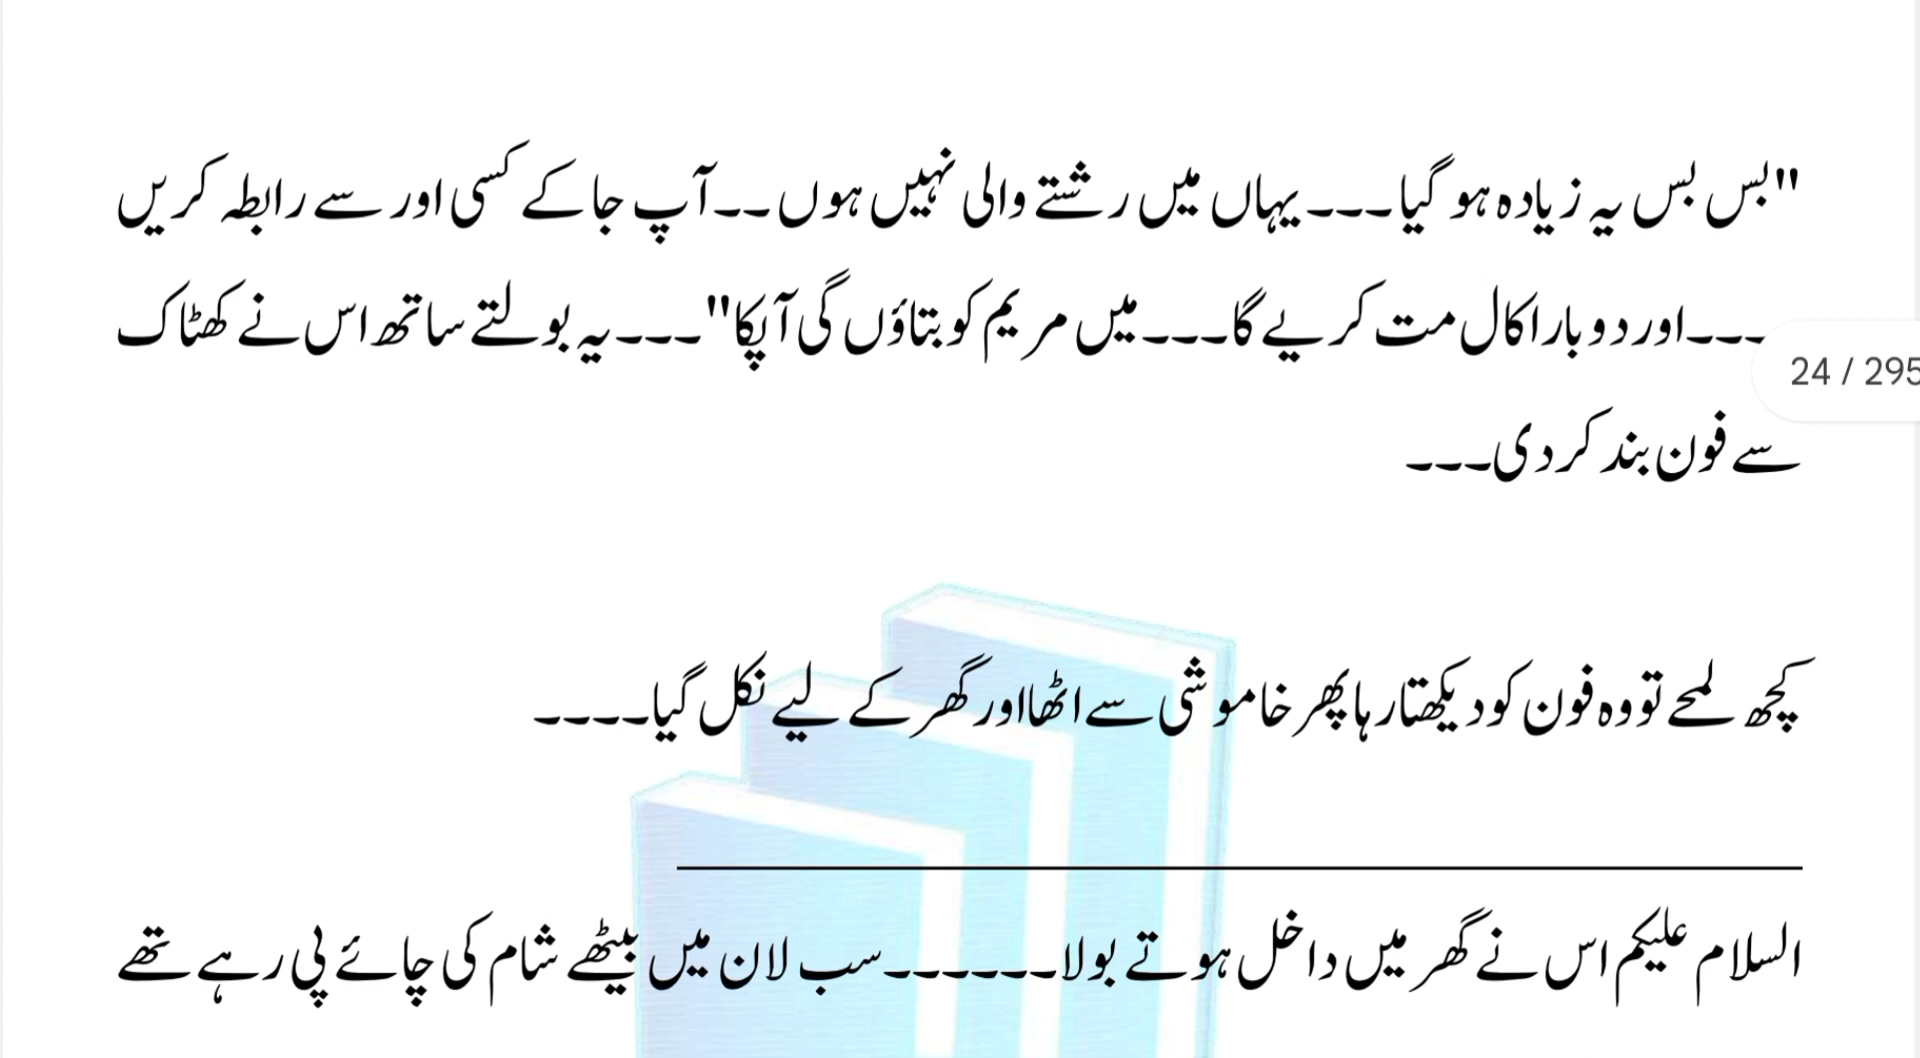 "بس بس یہ زیادہ ہو گیا۔۔۔یہاں میں رشتے والی نہیں ہوں۔۔آپ جا کے کسی اور سے رابطہ کریں
۔۔۔اور دوبارا کال مت کریے گا۔۔۔میں مریم کو بتاؤں گی آپکا"۔۔۔یہ بولتے ساتھ اس نے کھٹاک
24 / 295
سے فون بند کر دی۔۔۔
کچھ لمحے تو وہ فون کو دیکھتا رہا پھر خاموشی سے اٹھا اور گھر کے لیے نکل گیا۔۔۔۔
السلام علیکم اس نے گھر میں داخل ہوتے بولا۔۔۔۔۔۔سب لان میں بیٹھے شام کی چائے پی رہے تھے